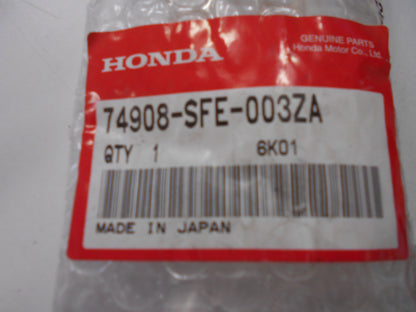 HONDA
GENUINE PARTS
Honda Motor Co., Ltd.
74908-SFE-003ZA
QTY 1 6K01
MADE IN JAPAN